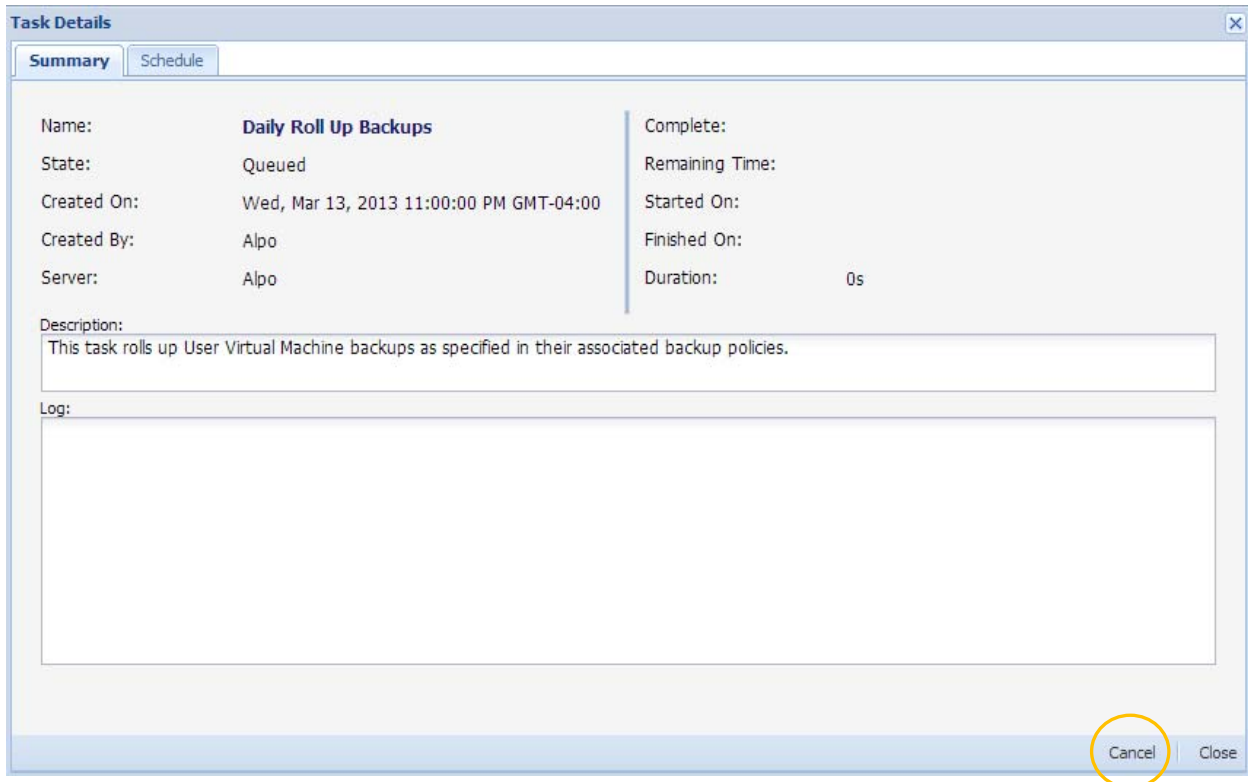 Task Details
Summary
Schedule
Name: Daily Roll Up Backups
State: Queued
Created On: Wed, Mar 13, 2013 11:00:00 PM GMT-04:00
Created By: Alpo
Server: Alpo
Complete:
Remaining Time:
Started On:
Finished On:
Duration: 0s
Description:
This task rolls up User Virtual Machine backups as specified in their associated backup policies.
Log:
Cancel
Close